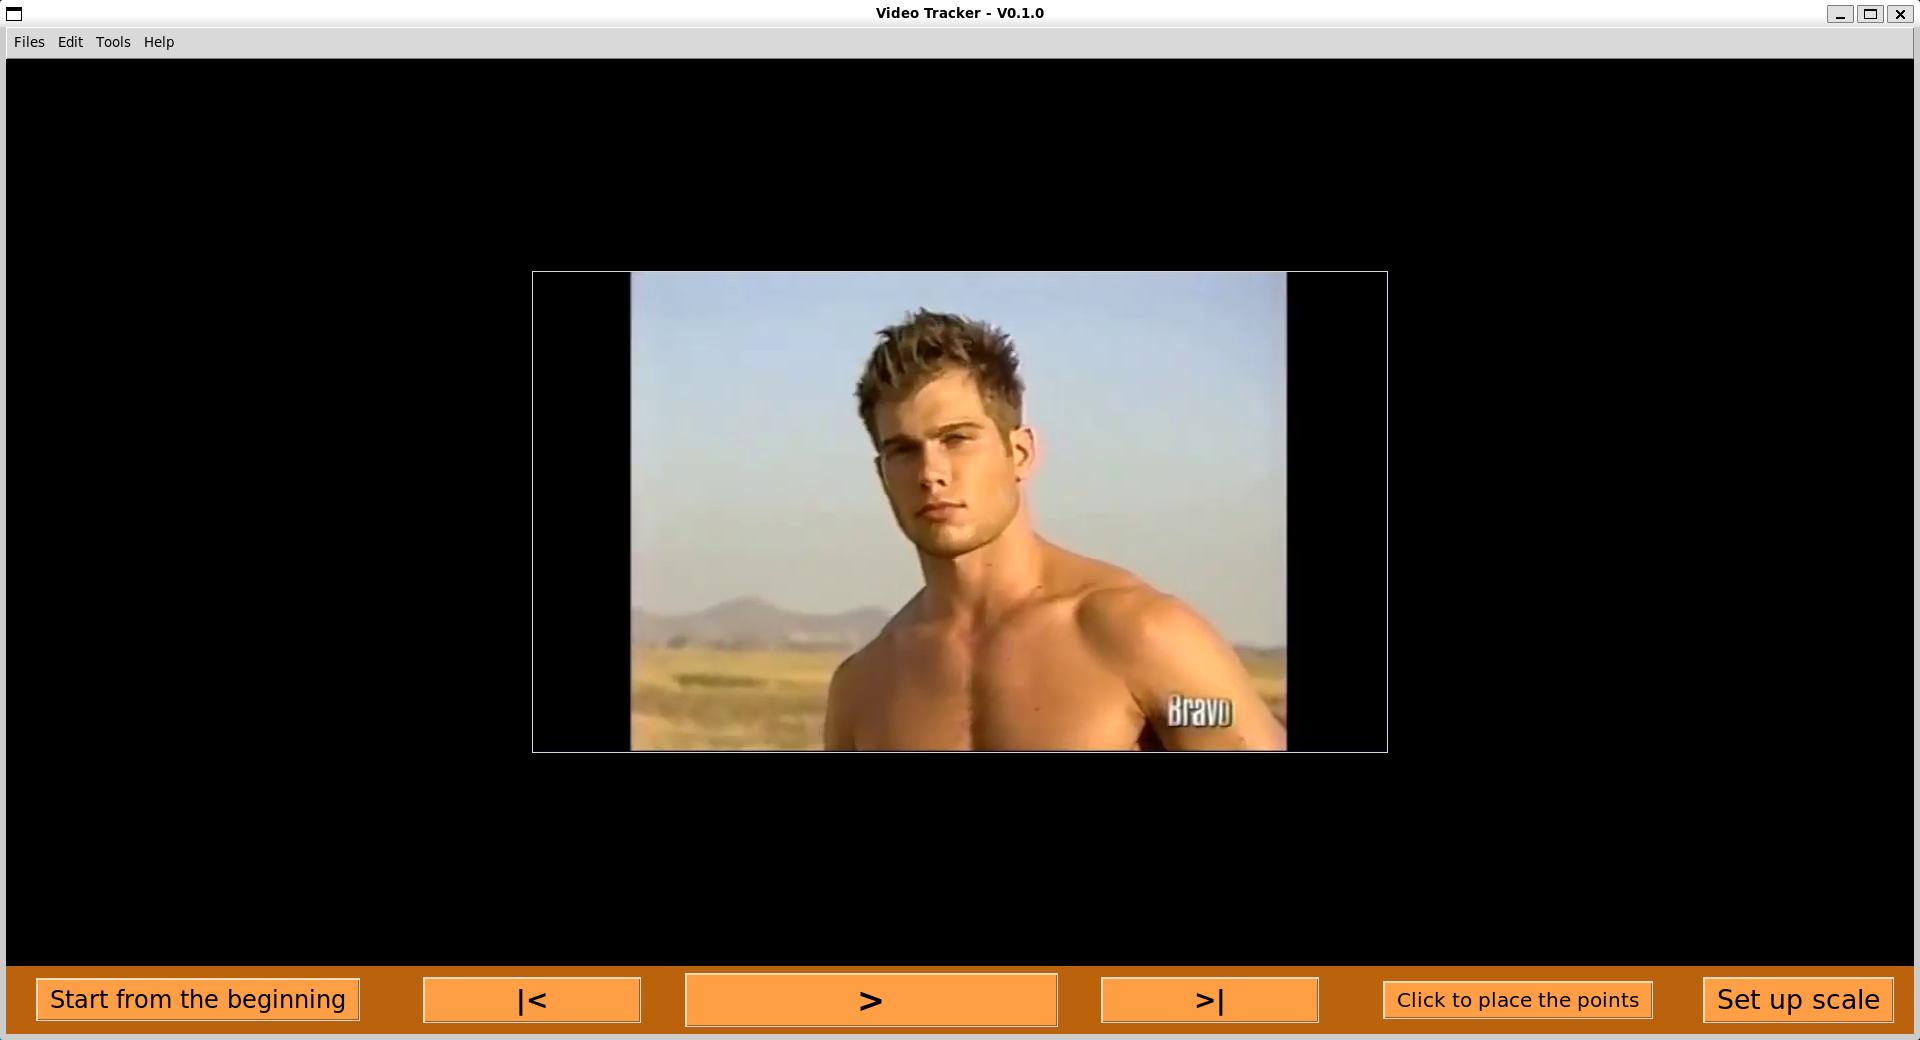 Video Tracker - V0.1.0
Files Edit Tools Help
Bravo
Start from the beginning |< > >| Click to place the points Set up scale